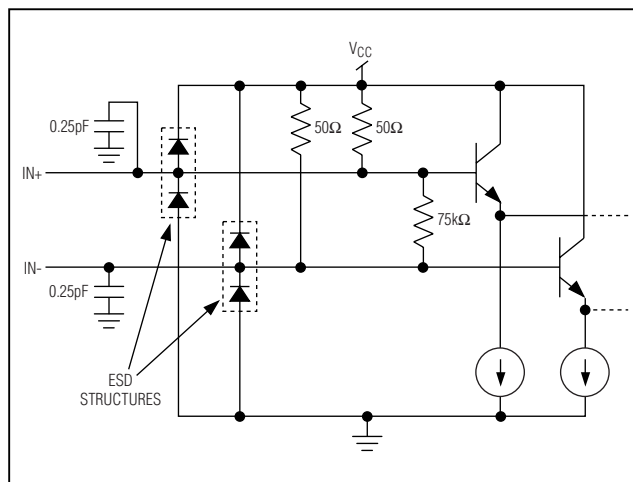 VCC
0.25pF
50Ω
50Ω
IN+
75kΩ
IN-
0.25pF
ESD
STRUCTURES